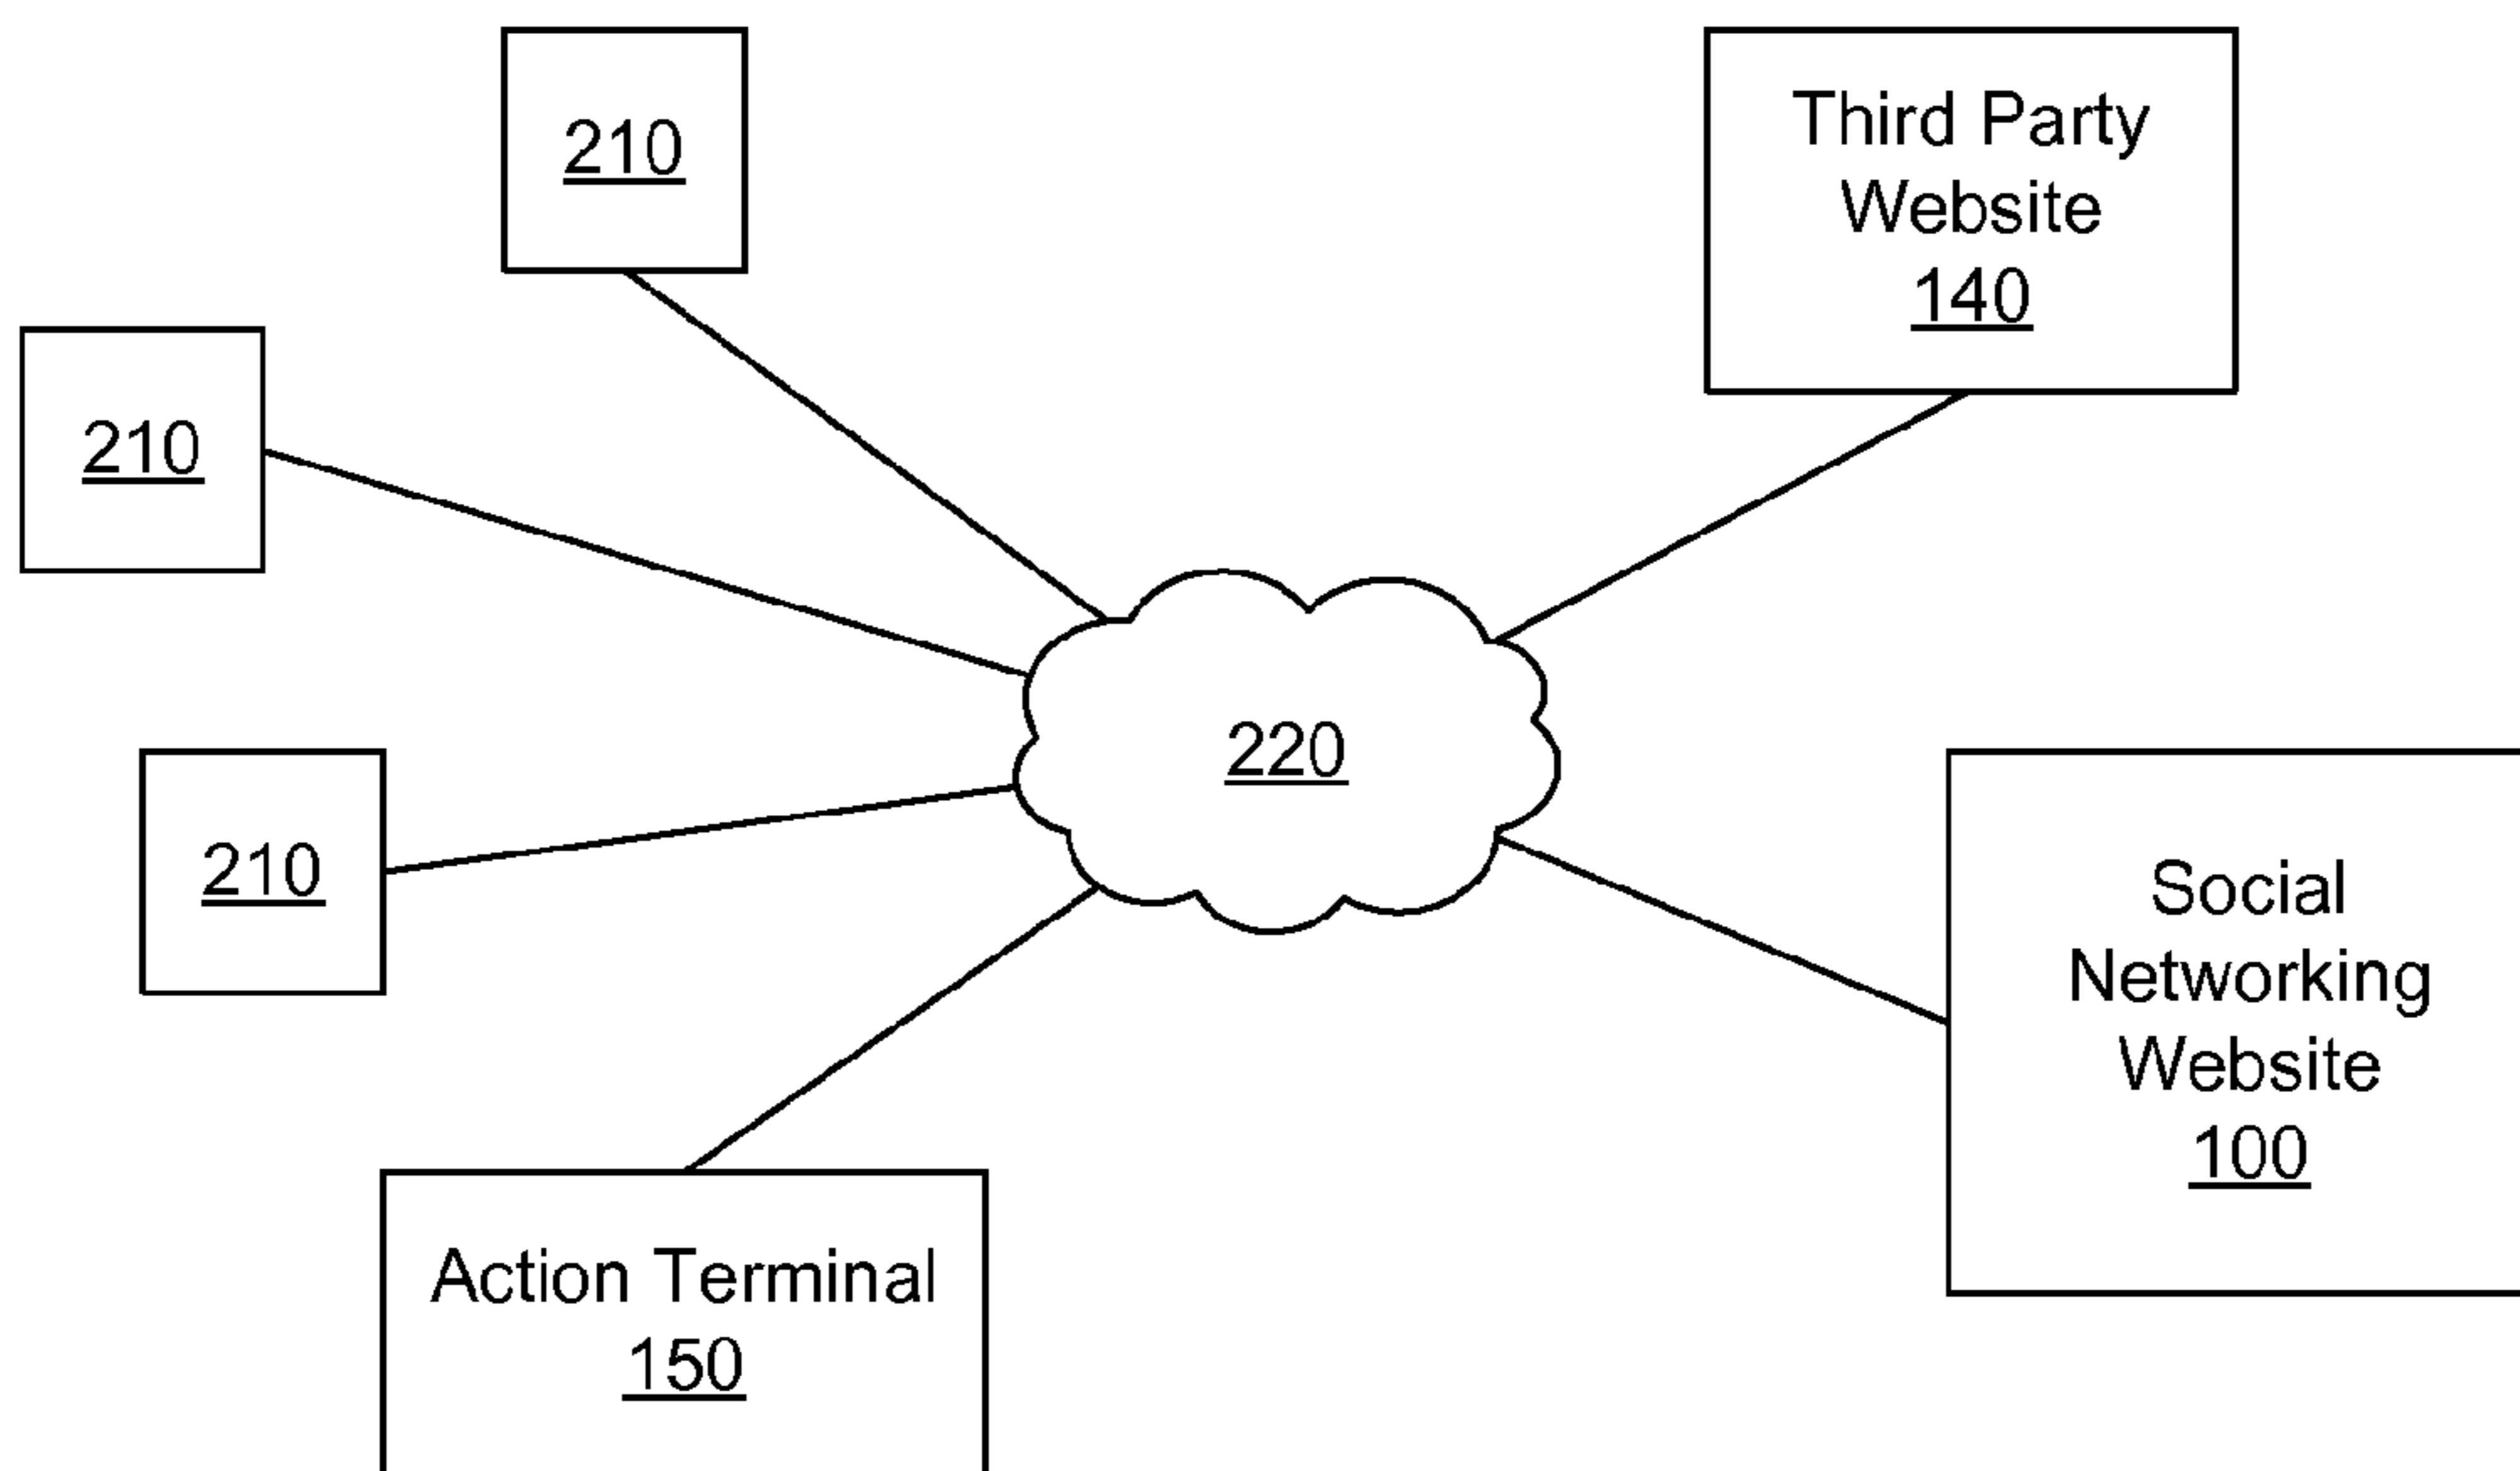 210
Third Party
Website
140
210
220
210
Social
Networking
Website
100
Action Terminal
150